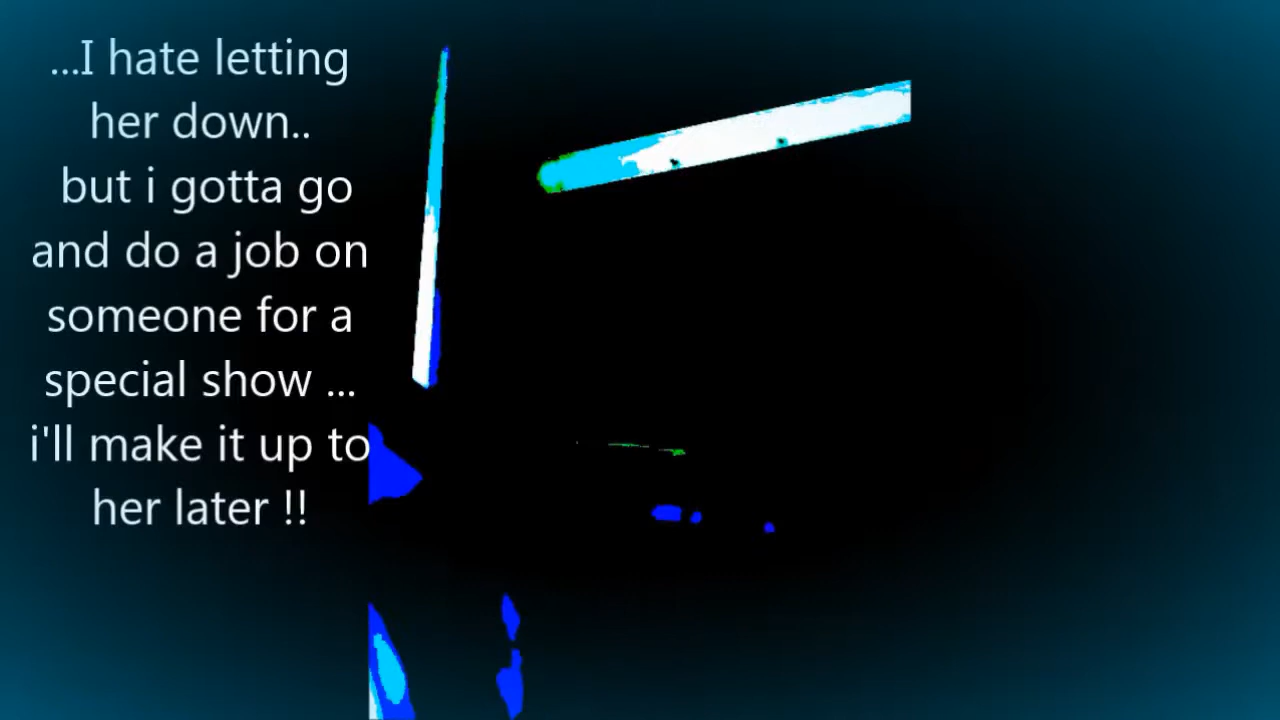 ...I hate letting
her down..
but i gotta go
and do a job on
someone for a
special show ...
i'll make it up to
her later !!